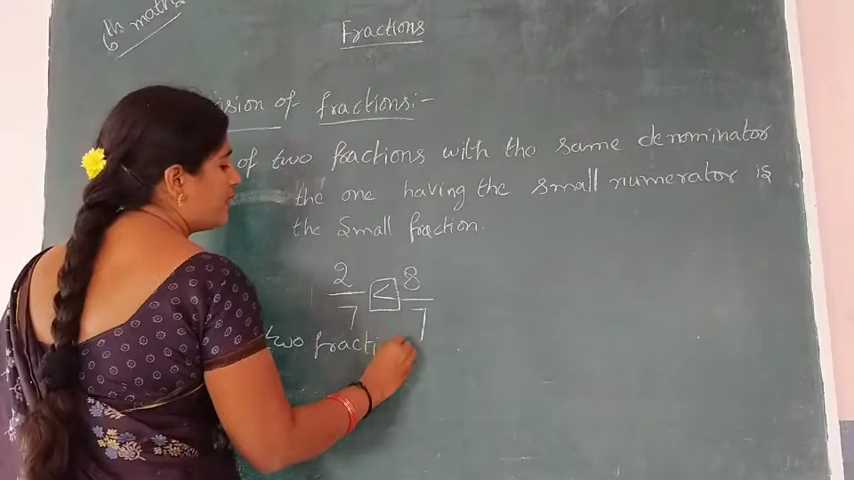 6th maths
Fractions
ision of fractions:-
of two fractions with the same denominator
the one having the small numerator is
the small fraction.
2/7 < 8/7
two fracti